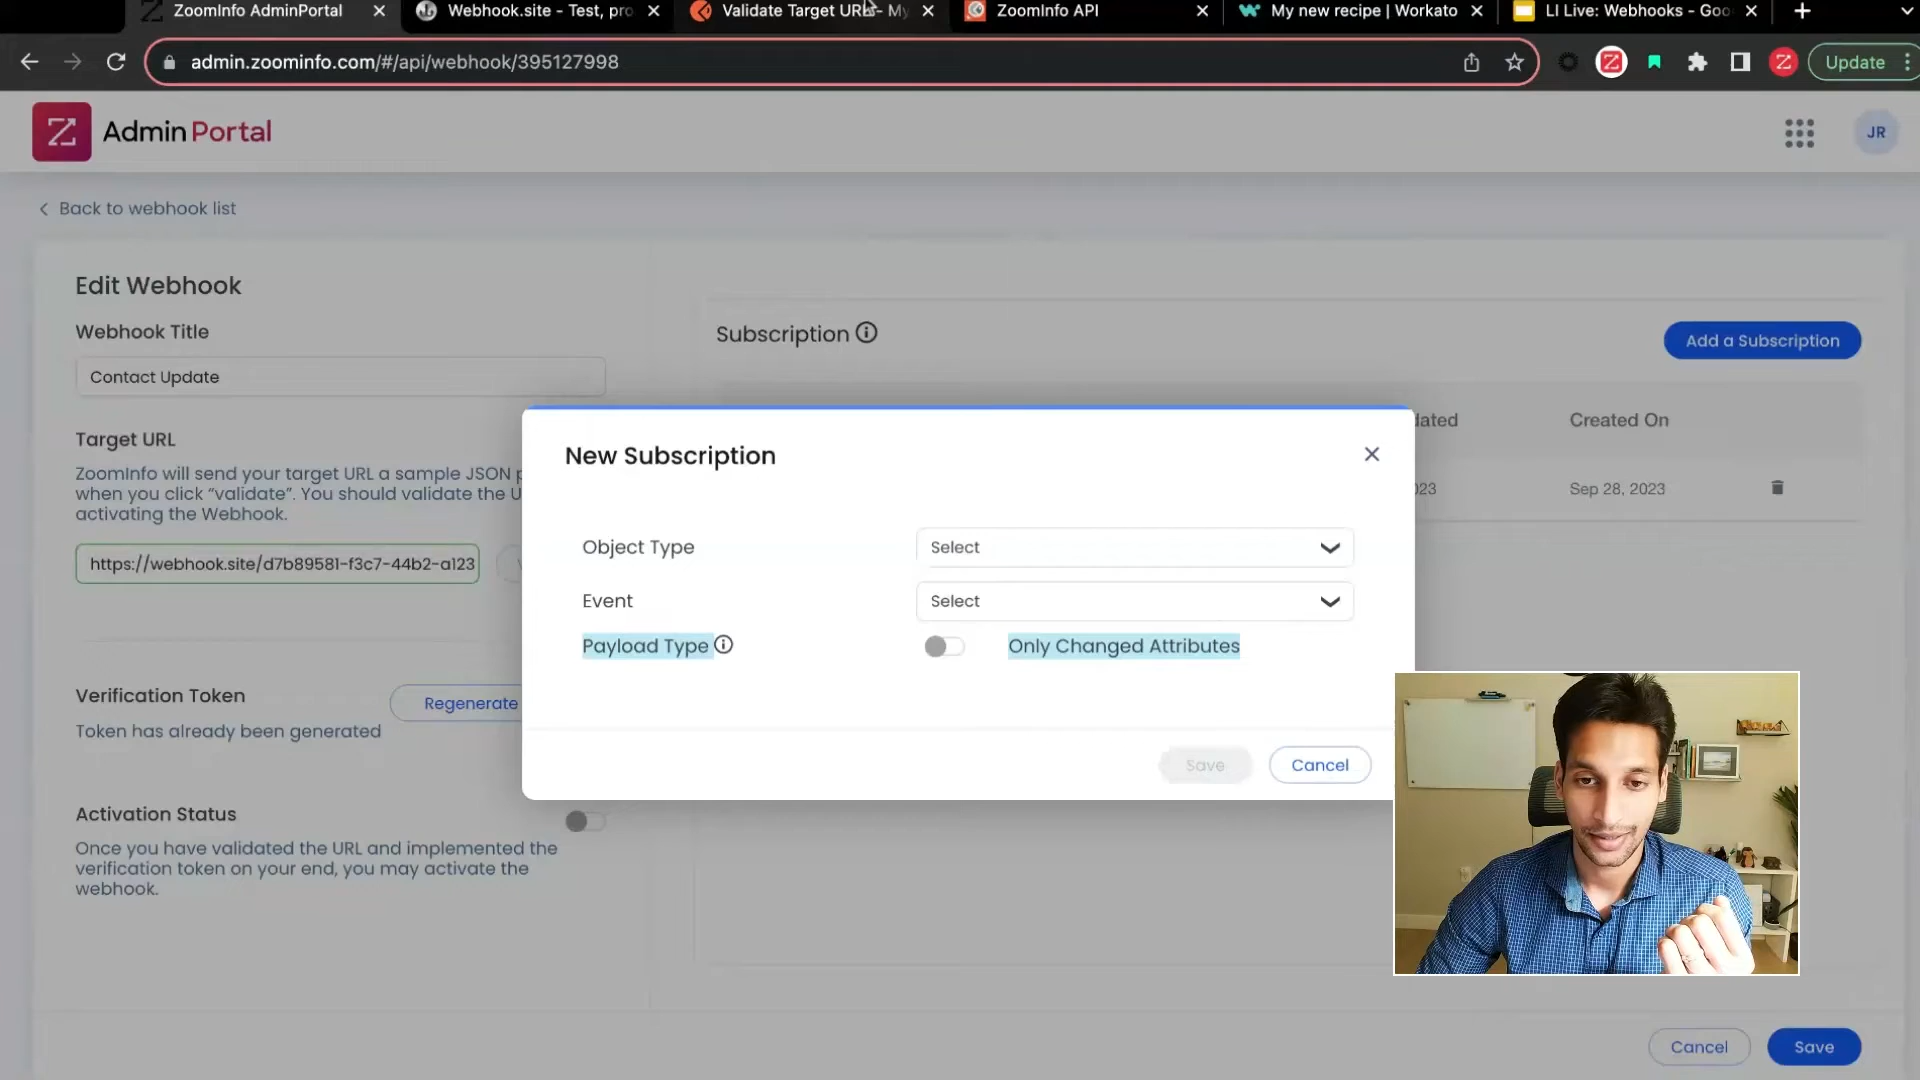 ZoomInfo AdminPortal
Webhook.site - Test, pro
Validate Target URL - My
ZoomInfo API
My new recipe | Workato
LI Live: Webhooks - Goo
admin.zoominfo.com/#/api/webhook/395127998
Update
Admin Portal
JR
Back to webhook list
Edit Webhook
Webhook Title
Contact Update
Target URL
ZoomInfo will send your target URL a sample JSON
when you click “validate”. You should validate the
activating the Webhook.
https://webhook.site/d7b89581-f3c7-44b2-a123
Verification Token
Regenerate
Token has already been generated
Activation Status
Once you have validated the URL and implemented the
verification token on your end, you may activate the
webhook.
Subscription
Add a Subscription
Created On
Sep 28, 2023
New Subscription
Object Type
Select
Event
Select
Payload Type
Only Changed Attributes
Save
Cancel
Cancel
Save